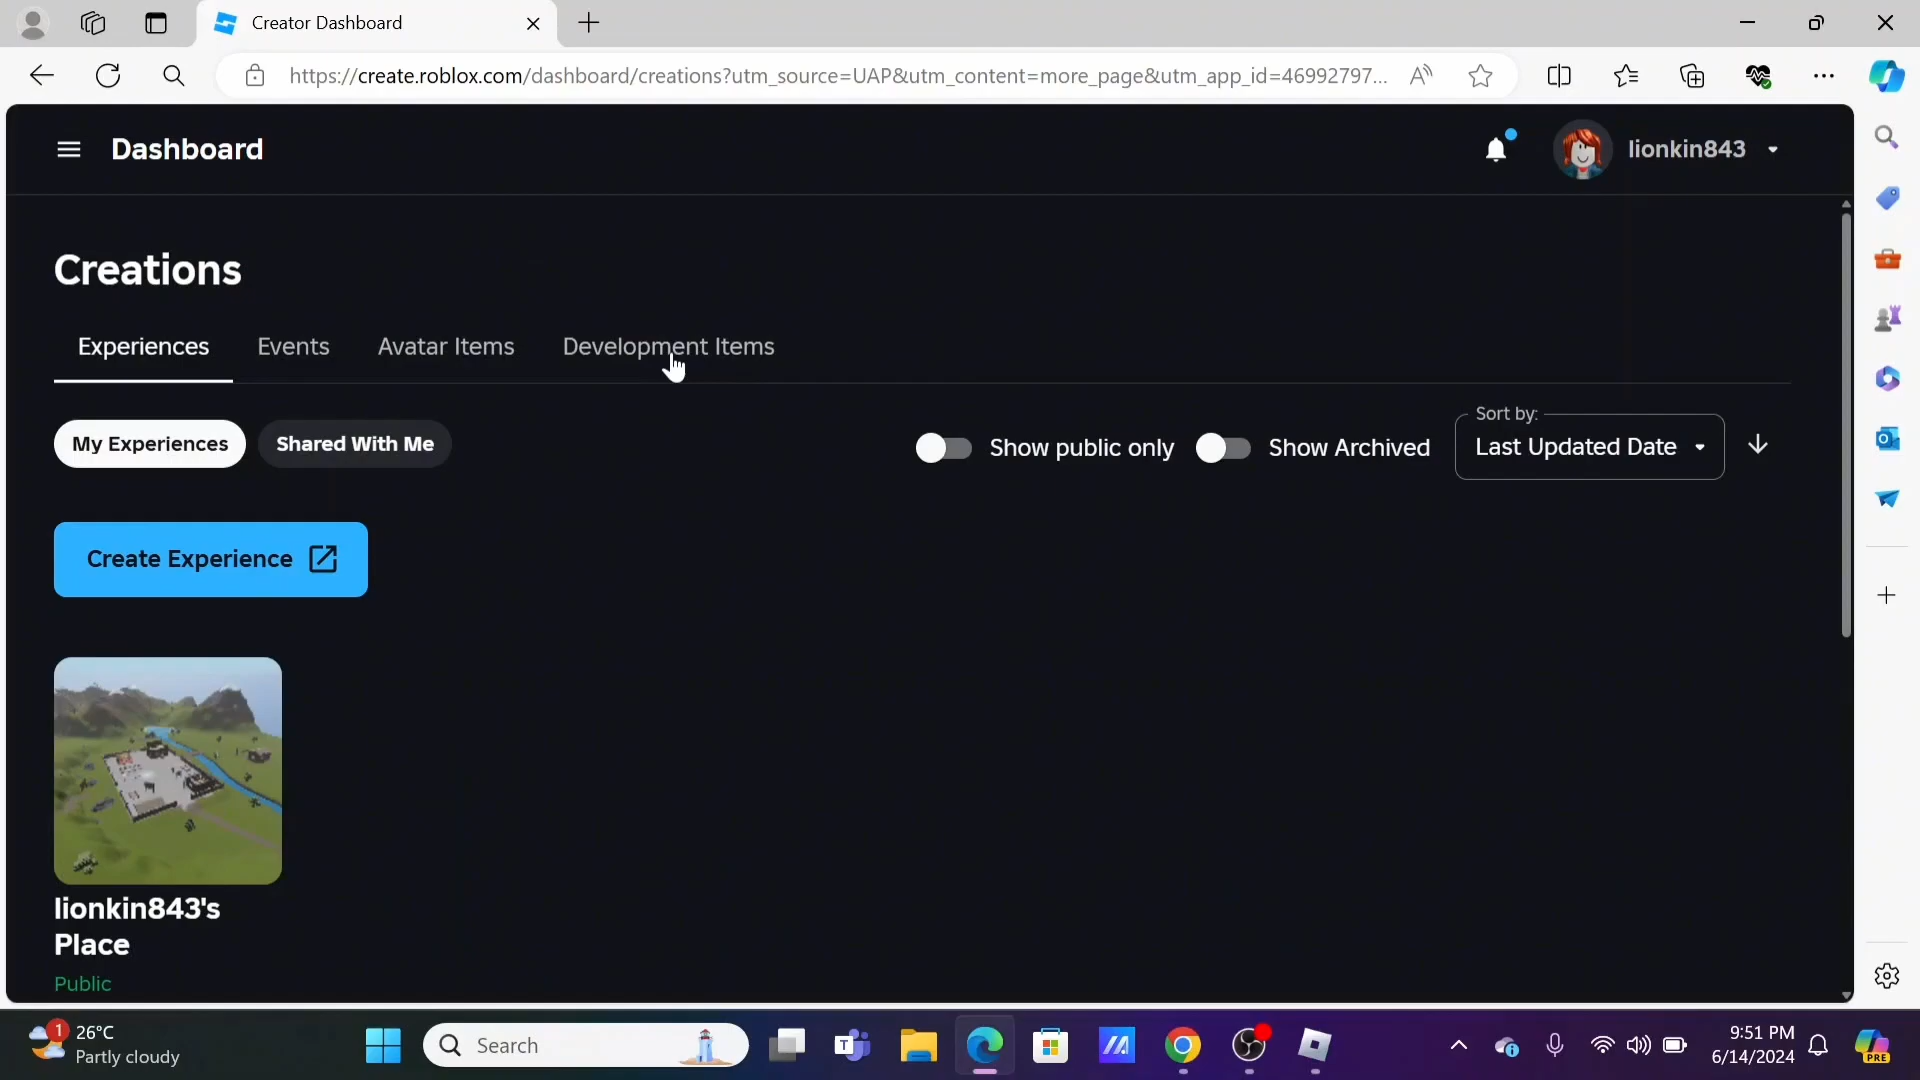 Creator Dashboard
https://create.roblox.com/dashboard/creations?utm_source=UAP&utm_content=more_page&utm_app_id=46992797...
Dashboard
lionkin843
Creations
Experiences Events Avatar Items Development Items
My Experiences Shared With Me
Show public only Show Archived
Sort by:
Last Updated Date
Create Experience
lionkin843's
Place
Public
1
26°C
Partly cloudy
Search
9:51 PM
6/14/2024
PRE